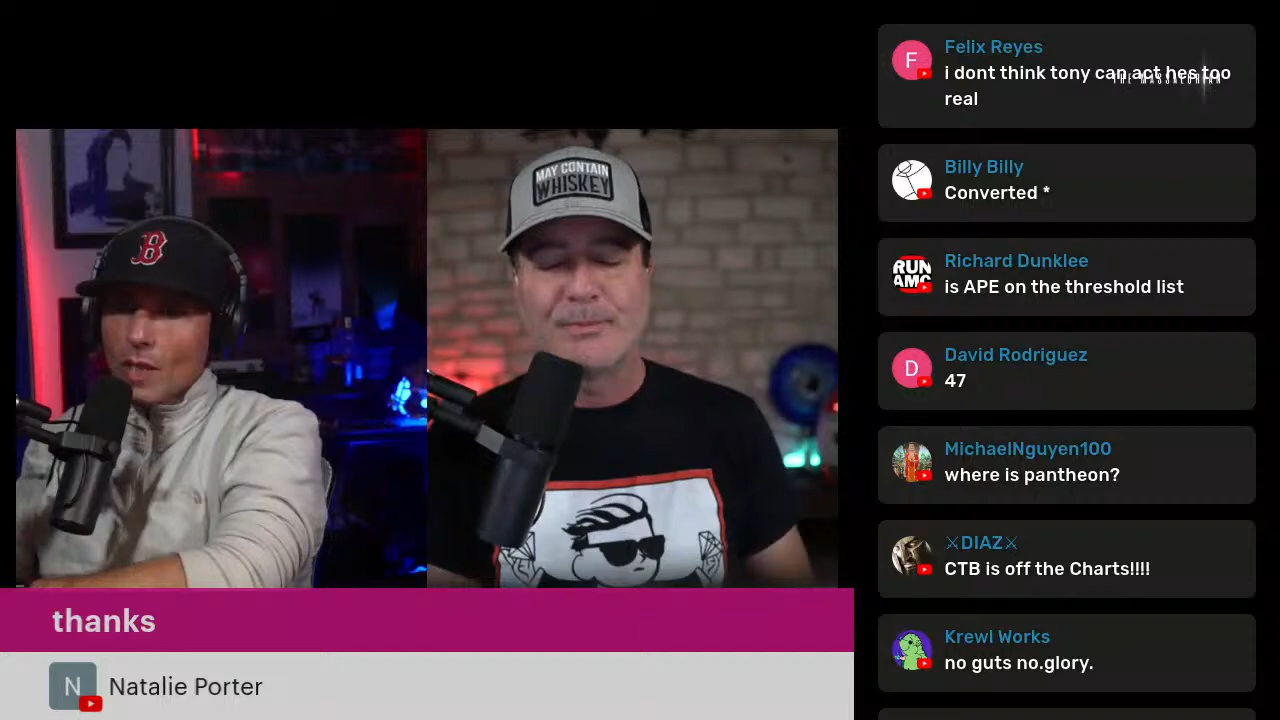 B
MAY CONTAIN
WHISKEY
thanks
N
Natalie Porter
F
Felix Reyes
i dont think tony can act hes too
real
Billy Billy
Converted *
RUN
AMC
Richard Dunklee
is APE on the threshold list
D
David Rodriguez
47
MichaelNguyen100
where is pantheon?
⚔DIAZ⚔
CTB is off the Charts!!!!
Krewl Works
no guts no.glory.